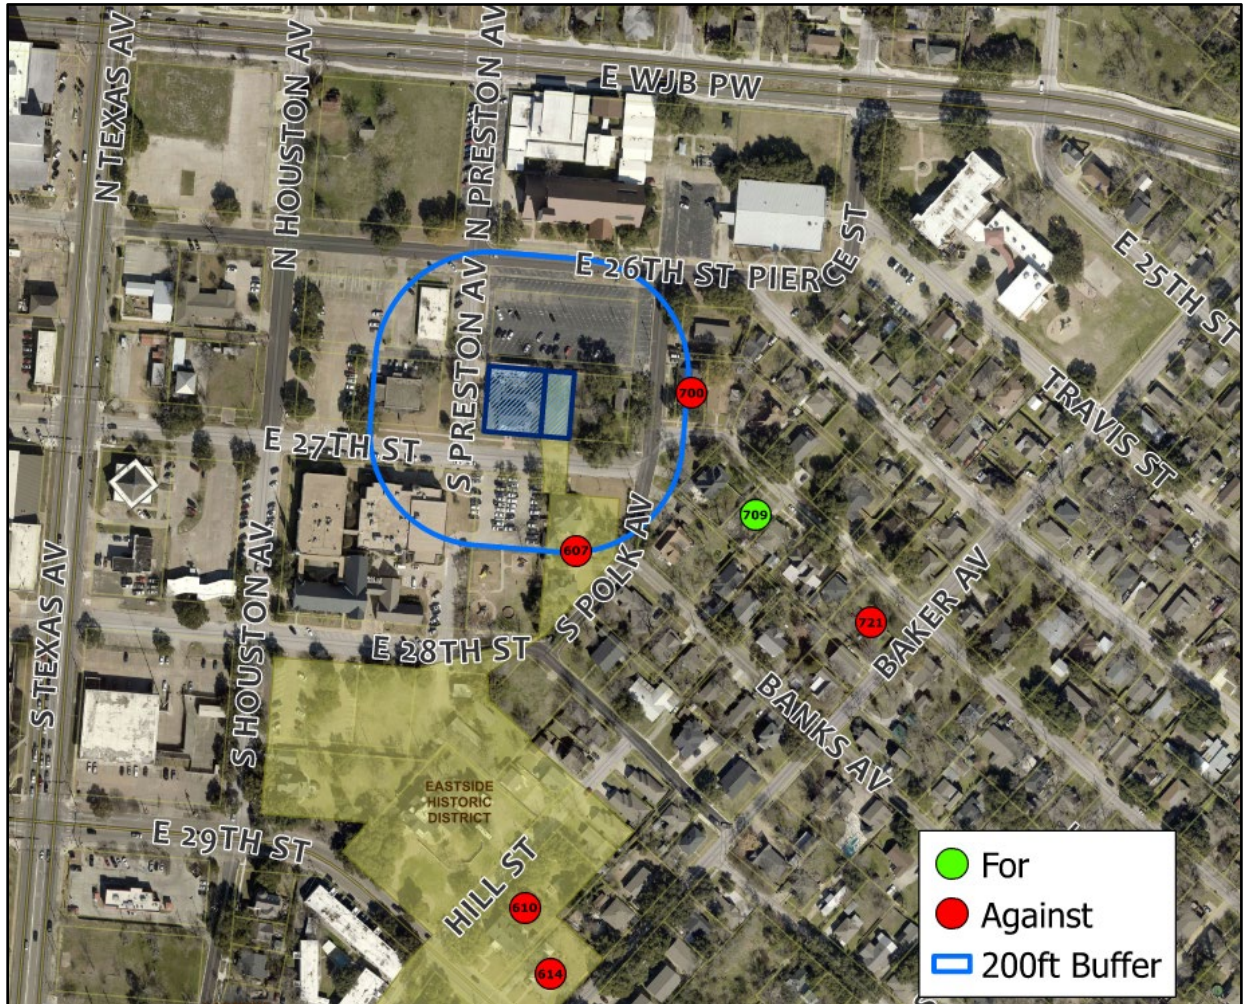 N TEXAS AV
N HOUSTON AV
N PRESTON AV
E WJB PW
E 26TH ST
PIERCE ST
E 25TH ST
TRAVIS ST
S PRESTON AV
E 27TH ST
700
709
607
721
S POLK AV
BAKER AV
BANKS AV
S TEXAS AV
S HOUSTON AV
E 28TH ST
EASTSIDE
HISTORIC
DISTRICT
E 29TH ST
HILL ST
610
614
For
Against
200ft Buffer